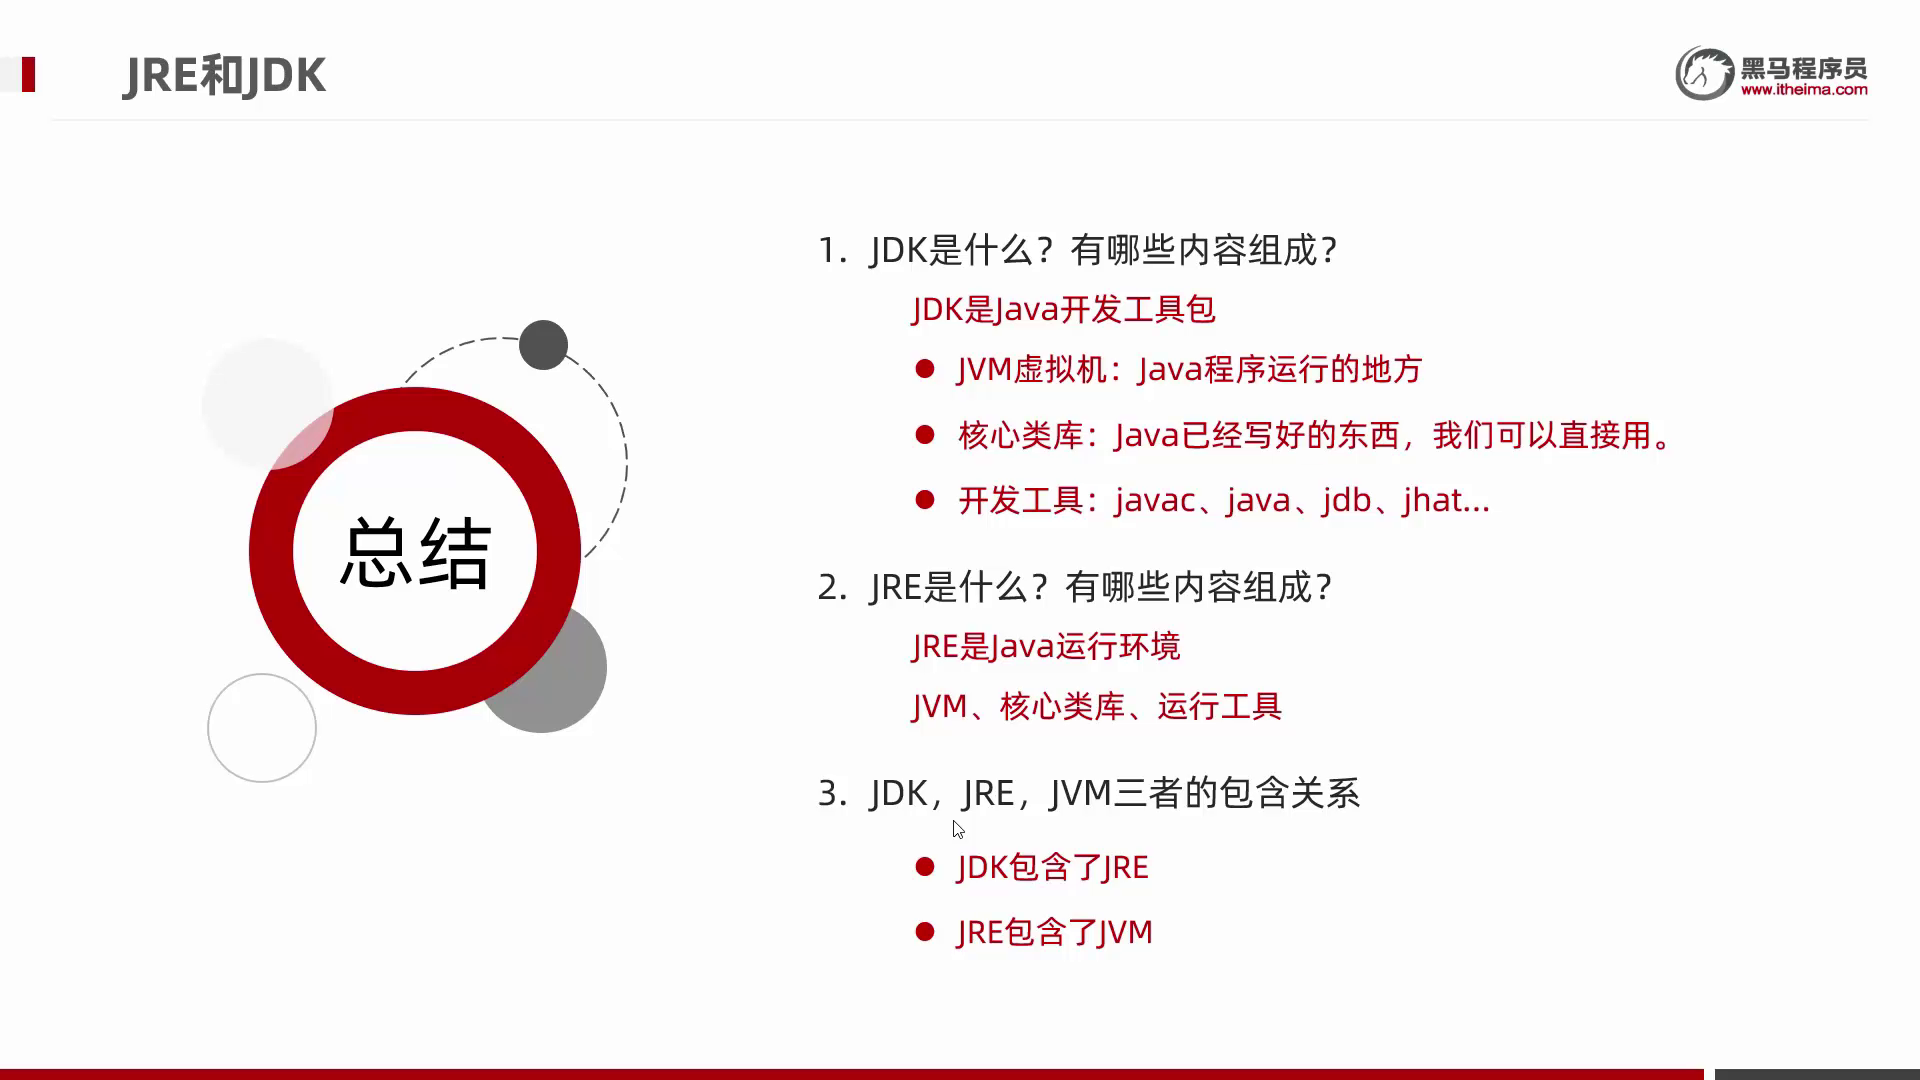 JRE和JDK
黑马程序员
www.itheima.com
总结
1. JDK是什么？有哪些内容组成？
JDK是Java开发工具包
● JVM虚拟机：Java程序运行的地方
● 核心类库：Java已经写好的东西，我们可以直接用。
● 开发工具：javac、java、jdb、jhat...
2. JRE是什么？有哪些内容组成？
JRE是Java运行环境
JVM、核心类库、运行工具
3. JDK，JRE，JVM三者的包含关系
● JDK包含了JRE
● JRE包含了JVM